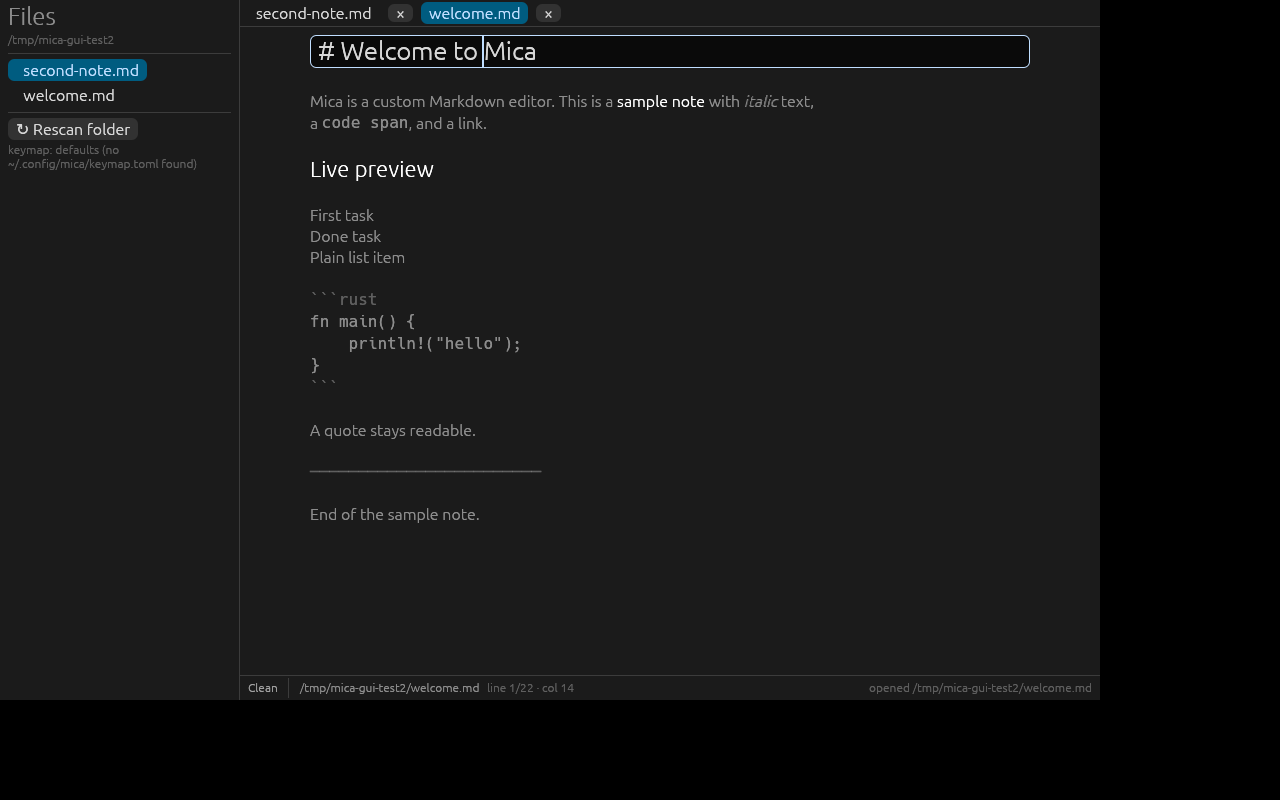 Files
/tmp/mica-gui-test2
second-note.md
welcome.md
↻ Rescan folder
keymap: defaults (no
~/.config/mica/keymap.toml found)
second-note.md × welcome.md ×
# Welcome to Mica
Mica is a custom Markdown editor. This is a sample note with italic text,
a code span, and a link.
Live preview
First task
Done task
Plain list item
```rust
fn main() {
    println!("hello");
}
```
A quote stays readable.
End of the sample note.
Clean /tmp/mica-gui-test2/welcome.md line 1/22 · col 14 opened /tmp/mica-gui-test2/welcome.md